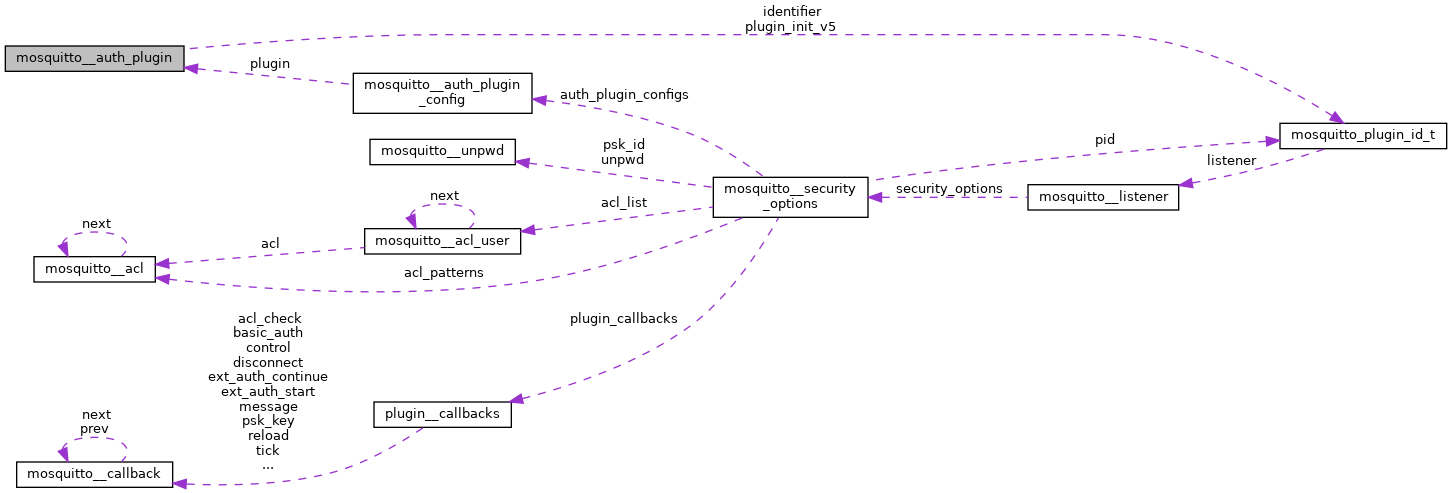 identifier
plugin_init_v5
mosquitto__auth_plugin
plugin
mosquitto__auth_plugin
_config
auth_plugin_configs
mosquitto_plugin_id_t
pid
mosquitto__unpwd
psk_id
unpwd
listener
mosquitto__security
_options
security_options
mosquitto__listener
next
acl_list
mosquitto__acl_user
next
acl
mosquitto__acl
acl_patterns
plugin_callbacks
acl_check
basic_auth
control
disconnect
ext_auth_continue
ext_auth_start
message
psk_key
reload
tick
...
plugin__callbacks
next
prev
mosquitto__callback